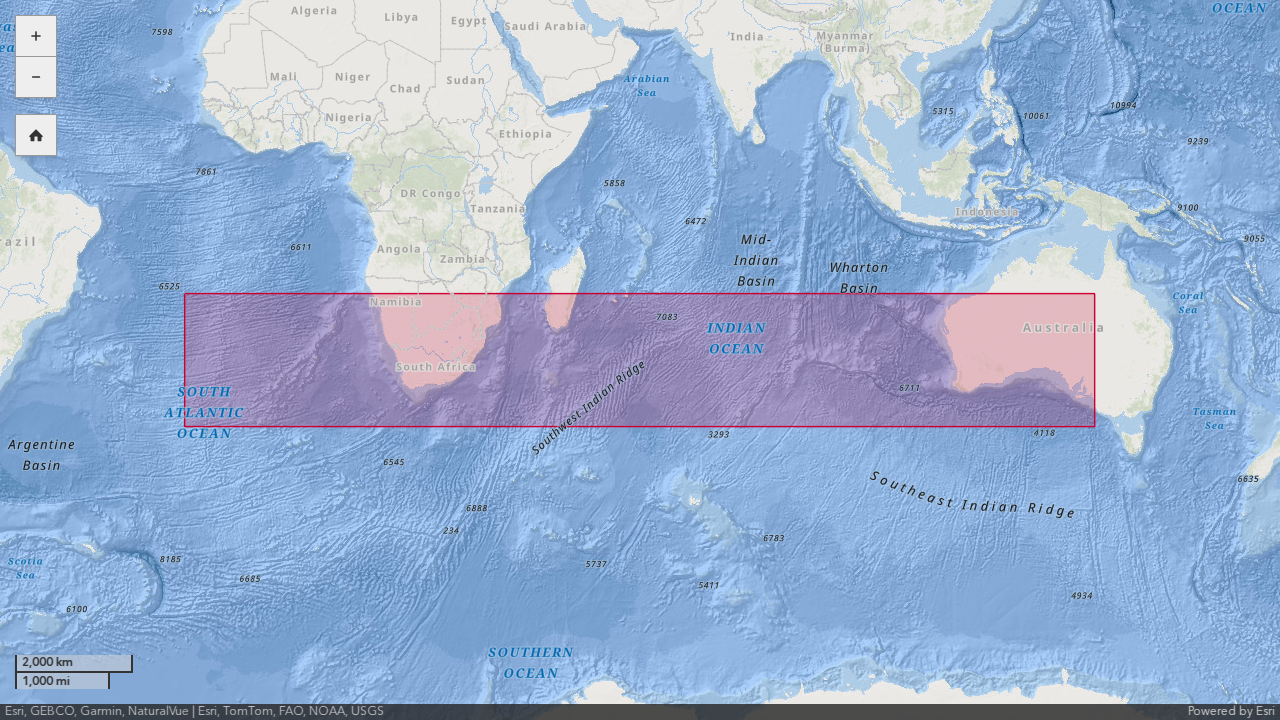 Algeria
Libya
Egypt
Saudi Arabia
India
Myanmar
(Burma)
OCEAN
+
7598
−
Mali
Niger
Chad
Sudan
Arabian
Sea
5315
10994
10061
Nigeria
Ethiopia
9239
7861
5858
DR Congo
Tanzania
6472
Indonesia
9100
razil
6611
Angola
Zambia
Mid-
Indian
Basin
Wharton
Basin
9055
6525
Namibia
7083
INDIAN
OCEAN
Australia
Coral
Sea
South Africa
Southwest Indian Ridge
6711
SOUTH
ATLANTIC
OCEAN
Tasman
Sea
Argentine
Basin
3293
4118
6545
Southeast Indian Ridge
6635
6888
234
6783
Scotia
Sea
8185
6685
5737
5411
4934
6100
SOUTHERN
OCEAN
2,000 km
1,000 mi
Esri, GEBCO, Garmin, NaturalVue | Esri, TomTom, FAO, NOAA, USGS
Powered by Esri